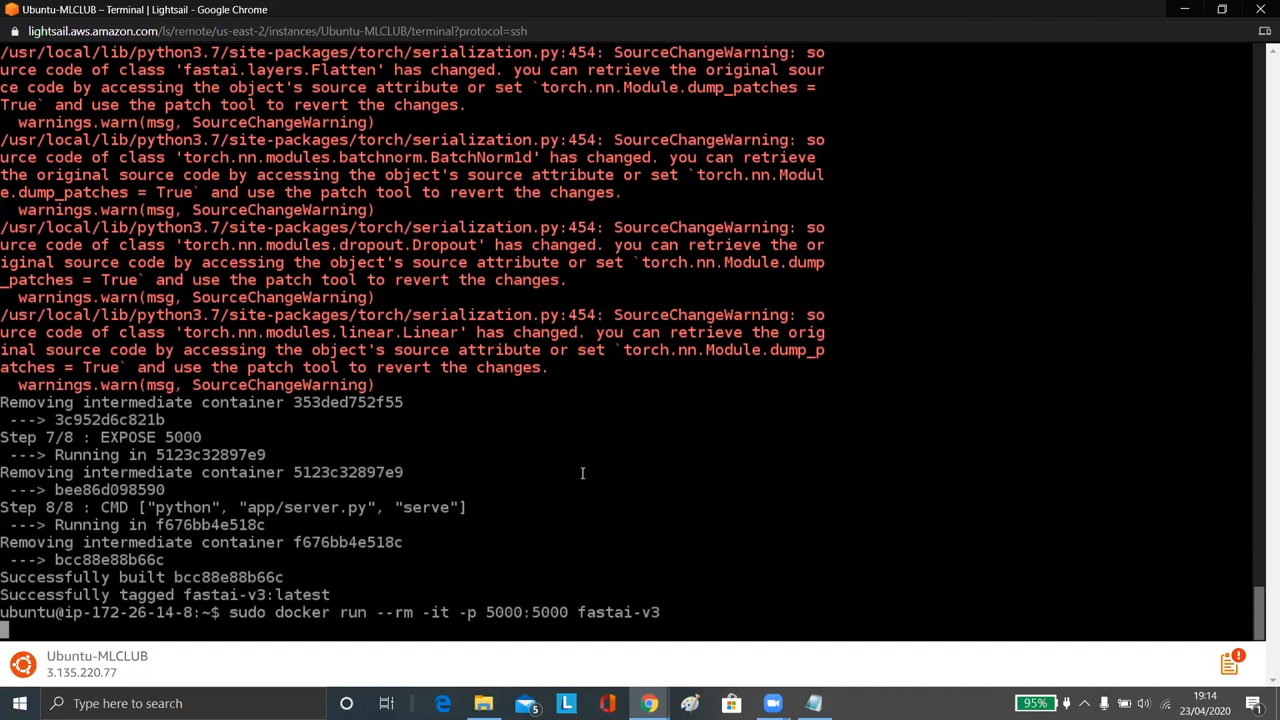 Ubuntu-MLCLUB – Terminal | Lightsail - Google Chrome
lightsail.aws.amazon.com/ls/remote/us-east-2/instances/Ubuntu-MLCLUB/terminal?protocol=ssh
/usr/local/lib/python3.7/site-packages/torch/serialization.py:454: SourceChangeWarning: so
urce code of class 'fastai.layers.Flatten' has changed. you can retrieve the original sour
ce code by accessing the object's source attribute or set `torch.nn.Module.dump_patches =
True` and use the patch tool to revert the changes.
  warnings.warn(msg, SourceChangeWarning)
/usr/local/lib/python3.7/site-packages/torch/serialization.py:454: SourceChangeWarning: so
urce code of class 'torch.nn.modules.batchnorm.BatchNorm1d' has changed. you can retrieve
the original source code by accessing the object's source attribute or set `torch.nn.Modul
e.dump_patches = True` and use the patch tool to revert the changes.
  warnings.warn(msg, SourceChangeWarning)
/usr/local/lib/python3.7/site-packages/torch/serialization.py:454: SourceChangeWarning: so
urce code of class 'torch.nn.modules.dropout.Dropout' has changed. you can retrieve the or
iginal source code by accessing the object's source attribute or set `torch.nn.Module.dump
_patches = True` and use the patch tool to revert the changes.
  warnings.warn(msg, SourceChangeWarning)
/usr/local/lib/python3.7/site-packages/torch/serialization.py:454: SourceChangeWarning: so
urce code of class 'torch.nn.modules.linear.Linear' has changed. you can retrieve the orig
inal source code by accessing the object's source attribute or set `torch.nn.Module.dump_p
atches = True` and use the patch tool to revert the changes.
  warnings.warn(msg, SourceChangeWarning)
Removing intermediate container 353ded752f55
 ---> 3c952d6c821b
Step 7/8 : EXPOSE 5000
 ---> Running in 5123c32897e9
Removing intermediate container 5123c32897e9
 ---> bee86d098590
Step 8/8 : CMD ["python", "app/server.py", "serve"]
 ---> Running in f676bb4e518c
Removing intermediate container f676bb4e518c
 ---> bcc88e88b66c
Successfully built bcc88e88b66c
Successfully tagged fastai-v3:latest
ubuntu@ip-172-26-14-8:~$ sudo docker run --rm -it -p 5000:5000 fastai-v3
Ubuntu-MLCLUB
3.135.220.77
Type here to search
5
95%
19:14
23/04/2020
1